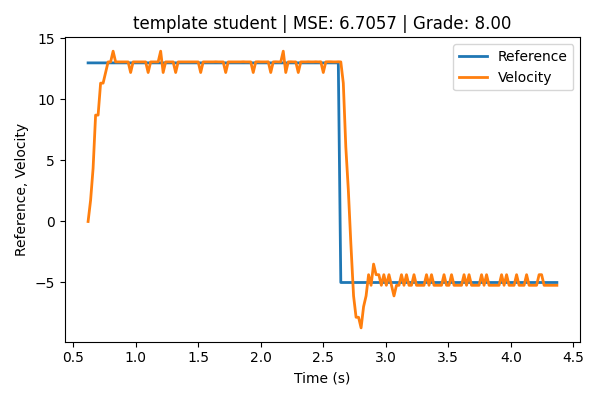 template student | MSE: 6.7057 | Grade: 8.00
Reference
Velocity
Reference, Velocity
15
10
5
0
−5
0.5 1.0 1.5 2.0 2.5 3.0 3.5 4.0 4.5
Time (s)